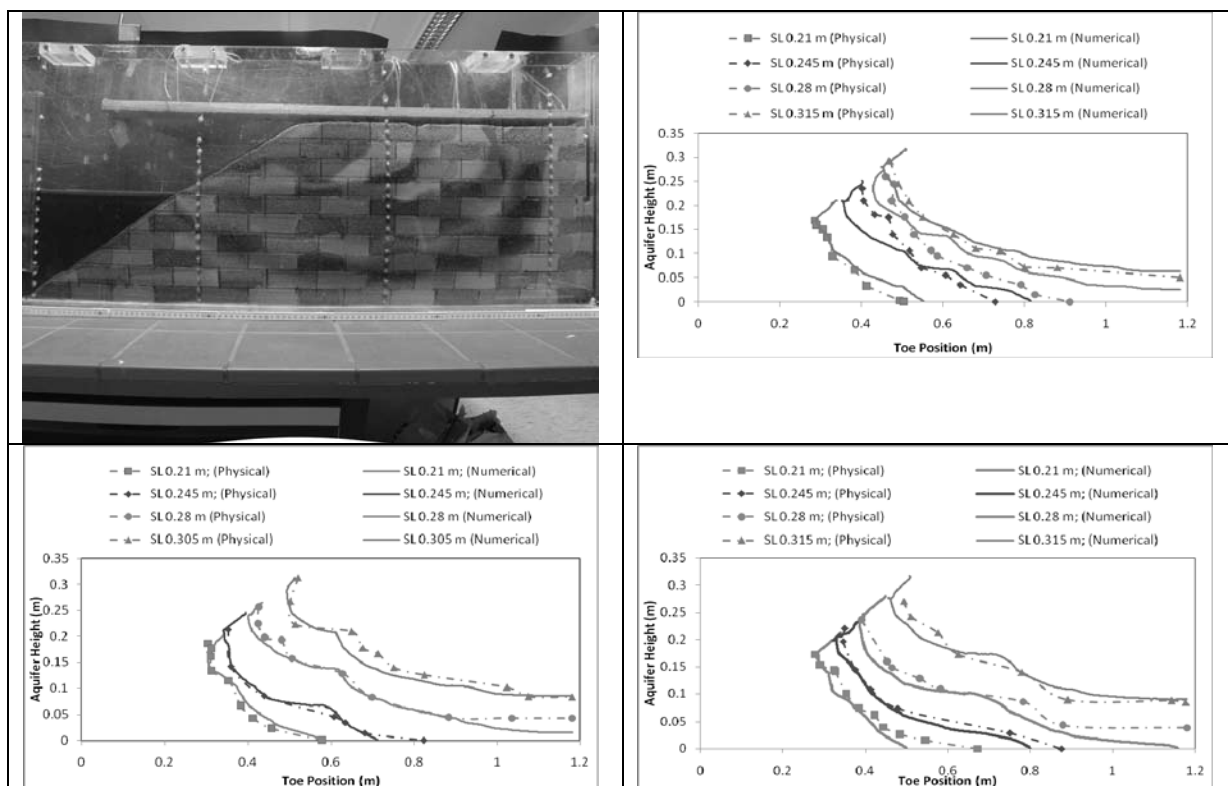 SL 0.21 m (Physical) SL 0.21 m (Numerical)
SL 0.245 m (Physical) SL 0.245 m (Numerical)
SL 0.28 m (Physical) SL 0.28 m (Numerical)
SL 0.315 m (Physical) SL 0.315 m (Numerical)
0.35
0.3
0.25
0.2
0.15
0.1
0.05
0
Aquifer Height (m)
0 0.2 0.4 0.6 0.8 1 1.2
Toe Position (m)
SL 0.21 m; (Physical) SL 0.21 m; (Numerical)
SL 0.245 m; (Physical) SL 0.245 m; (Numerical)
SL 0.28 m (Physical) SL 0.28 m (Numerical)
SL 0.305 m (Physical) SL 0.305 m (Numerical)
0.35
0.3
0.25
0.2
0.15
0.1
0.05
0
Aquifer Height (m)
0 0.2 0.4 0.6 0.8 1 1.2
Toe Position (m)
SL 0.21 m; (Physical) SL 0.21 m; (Numerical)
SL 0.245 m; (Physical) SL 0.245 m; (Numerical)
SL 0.28 m; (Physical) SL 0.28 m; (Numerical)
SL 0.315 m; (Physical) SL 0.315 m; (Numerical)
0.35
0.3
0.25
0.2
0.15
0.1
0.05
0
Aquifer Height (m)
0 0.2 0.4 0.6 0.8 1 1.2
Toe Position (m)